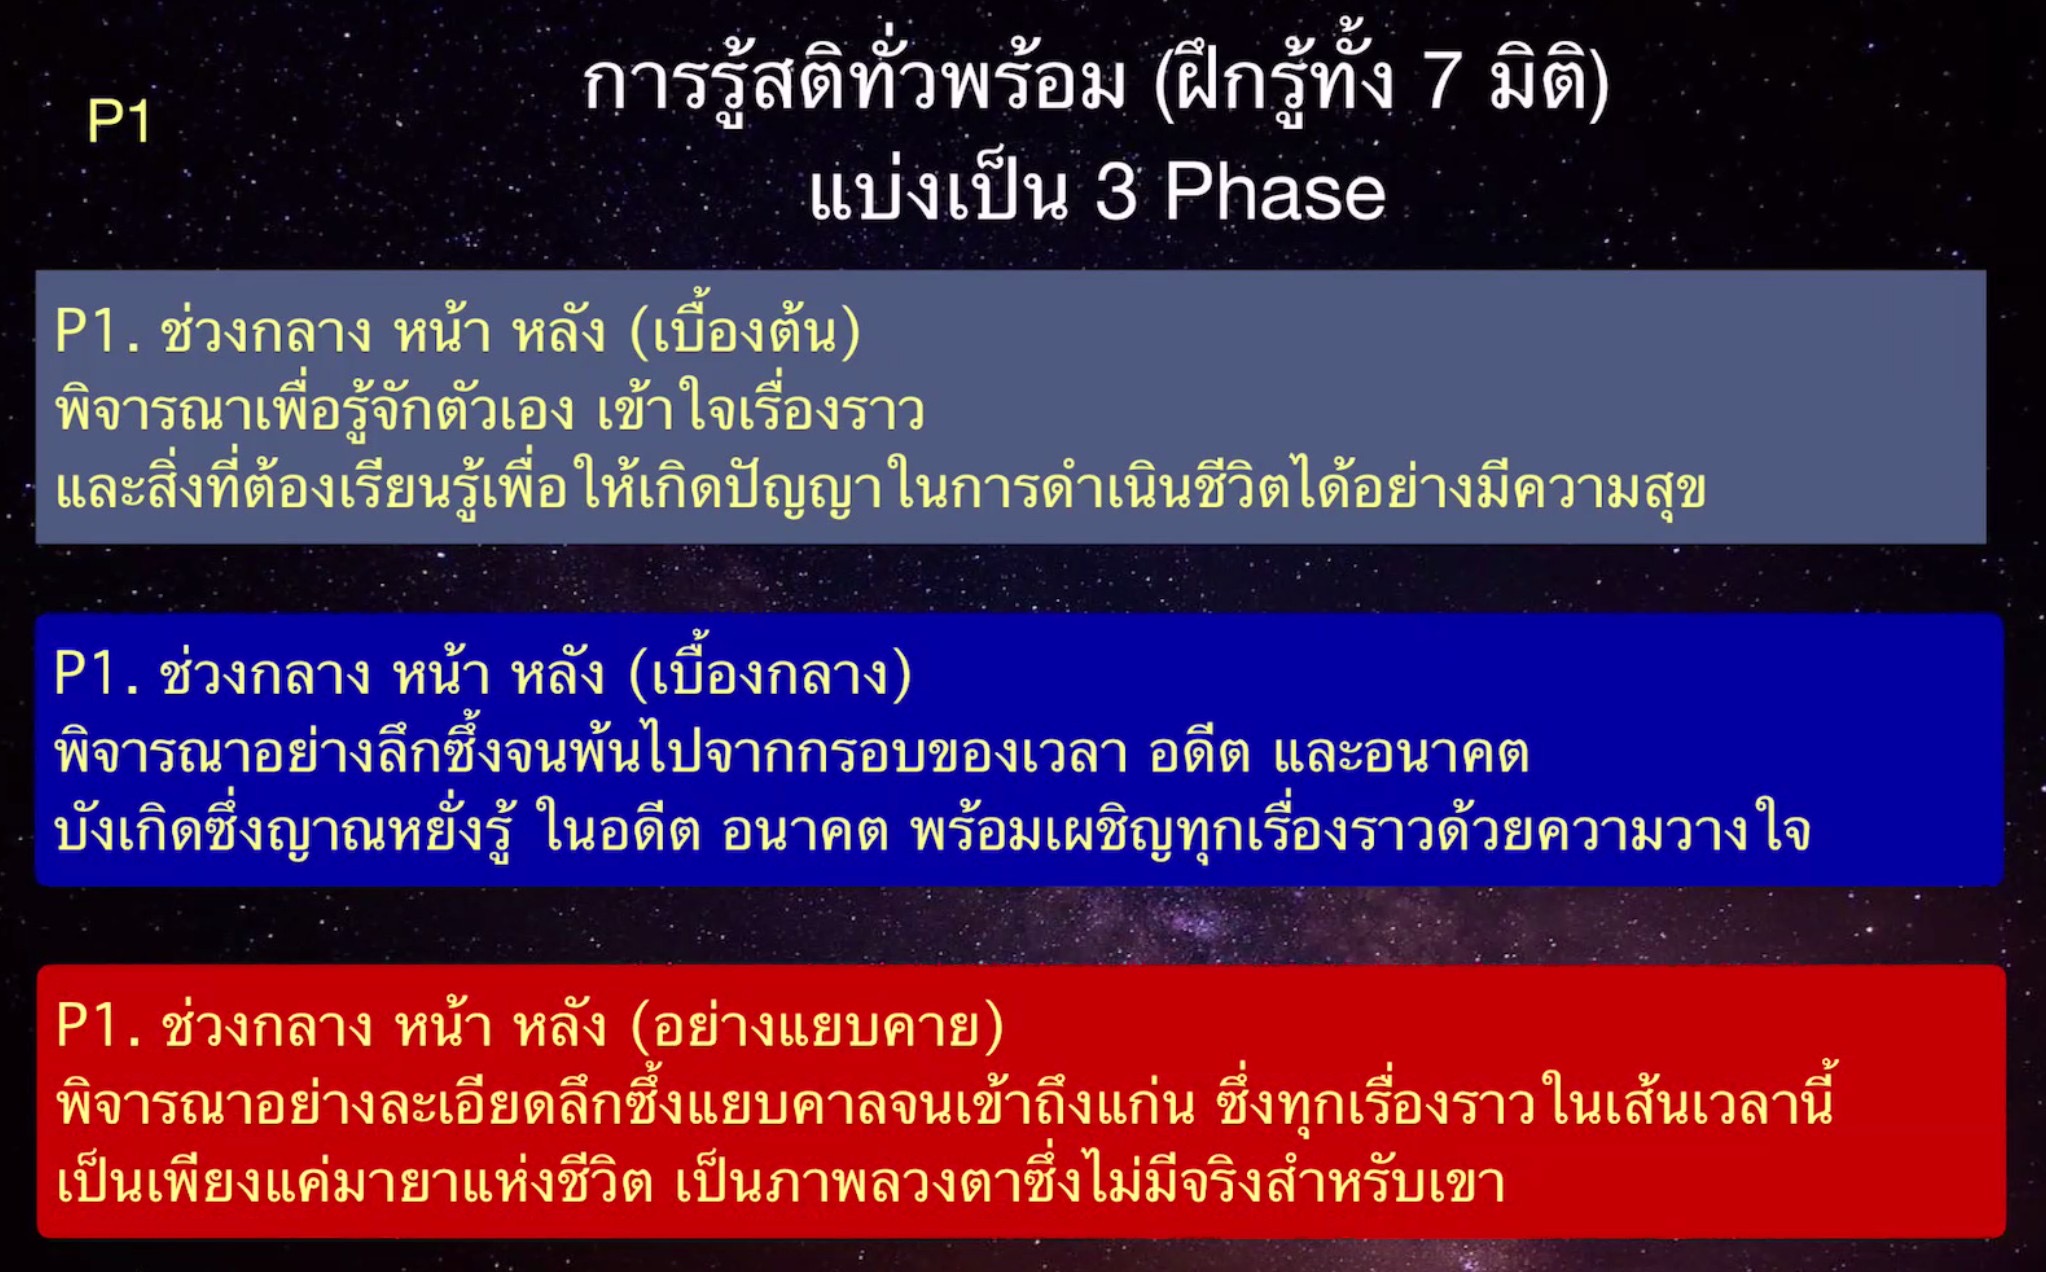 P1
การรู้สติทั่วพร้อม (ฝึกรู้ทั้ง 7 มิติ)
แบ่งเป็น 3 Phase
P1. ช่วงกลาง หน้า หลัง (เบื้องต้น)
พิจารณาเพื่อรู้จักตัวเอง เข้าใจเรื่องราว
และสิ่งที่ต้องเรียนรู้เพื่อให้เกิดปัญญาในการดำเนินชีวิตได้อย่างมีความสุข
P1. ช่วงกลาง หน้า หลัง (เบื้องกลาง)
พิจารณาอย่างลึกซึ้งจนพ้นไปจากกรอบของเวลา อดีต และอนาคต
บังเกิดซึ่งญาณหยั่งรู้ ในอดีต อนาคต พร้อมเผชิญทุกเรื่องราวด้วยความวางใจ
P1. ช่วงกลาง หน้า หลัง (อย่างแยบคาย)
พิจารณาอย่างละเอียดลึกซึ้งแยบคาลจนเข้าถึงแก่น ซึ่งทุกเรื่องราวในเส้นเวลานี้
เป็นเพียงแค่มายาแห่งชีวิต เป็นภาพลวงตาซึ่งไม่มีจริงสำหรับเขา